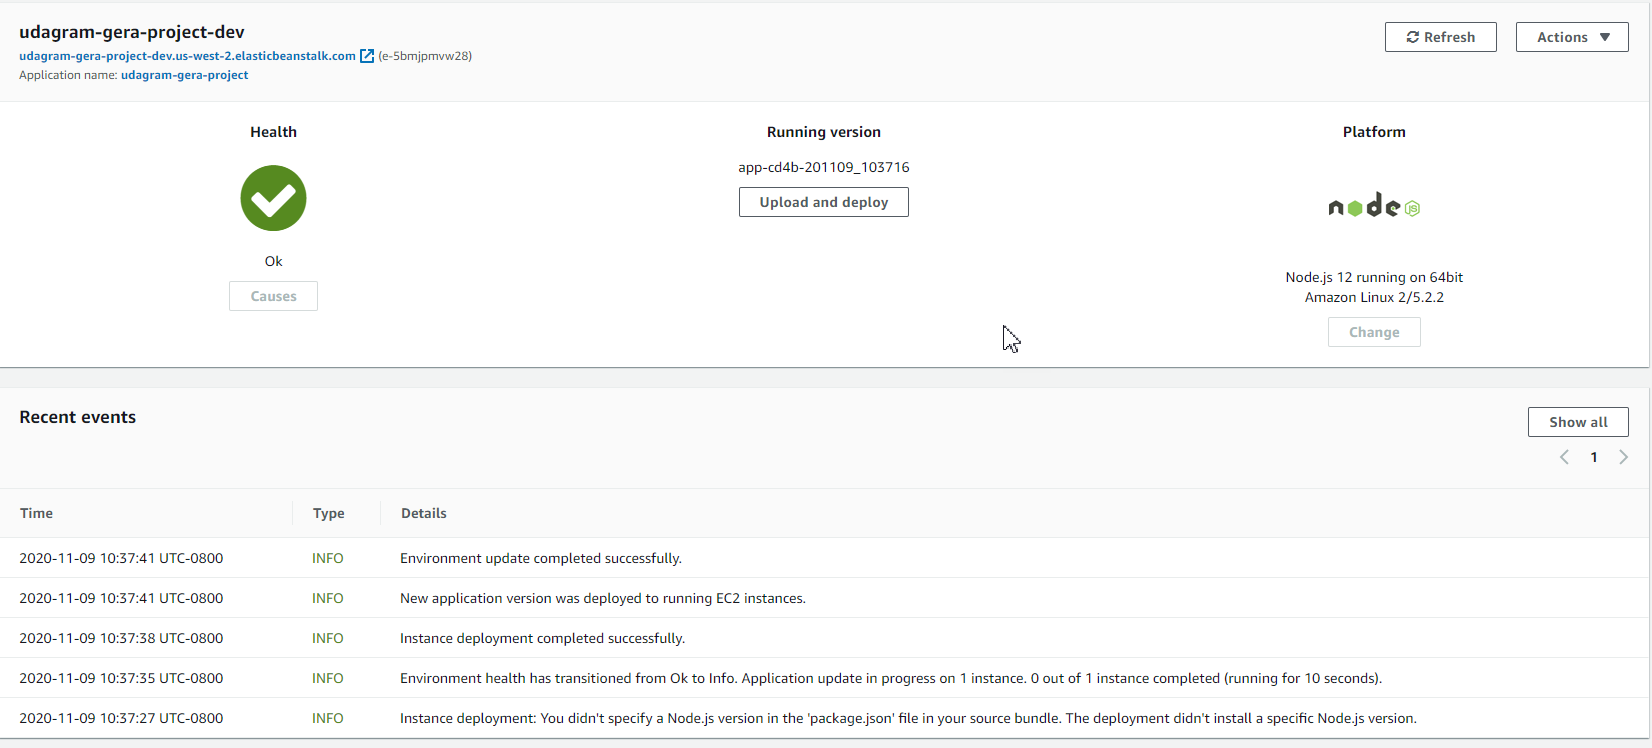 udagram-gera-project-dev
udagram-gera-project-dev.us-west-2.elasticbeanstalk.com (e-5bmjpmvw28)
Application name: udagram-gera-project
Refresh
Actions
Health
Ok
Causes
Running version
app-cd4b-201109_103716
Upload and deploy
Platform
node JS
Node.js 12 running on 64bit
Amazon Linux 2/5.2.2
Change
Recent events
Show all
1
Time Type Details
2020-11-09 10:37:41 UTC-0800 INFO Environment update completed successfully.
2020-11-09 10:37:41 UTC-0800 INFO New application version was deployed to running EC2 instances.
2020-11-09 10:37:38 UTC-0800 INFO Instance deployment completed successfully.
2020-11-09 10:37:35 UTC-0800 INFO Environment health has transitioned from Ok to Info. Application update in progress on 1 instance. 0 out of 1 instance completed (running for 10 seconds).
2020-11-09 10:37:27 UTC-0800 INFO Instance deployment: You didn't specify a Node.js version in the 'package.json' file in your source bundle. The deployment didn't install a specific Node.js version.